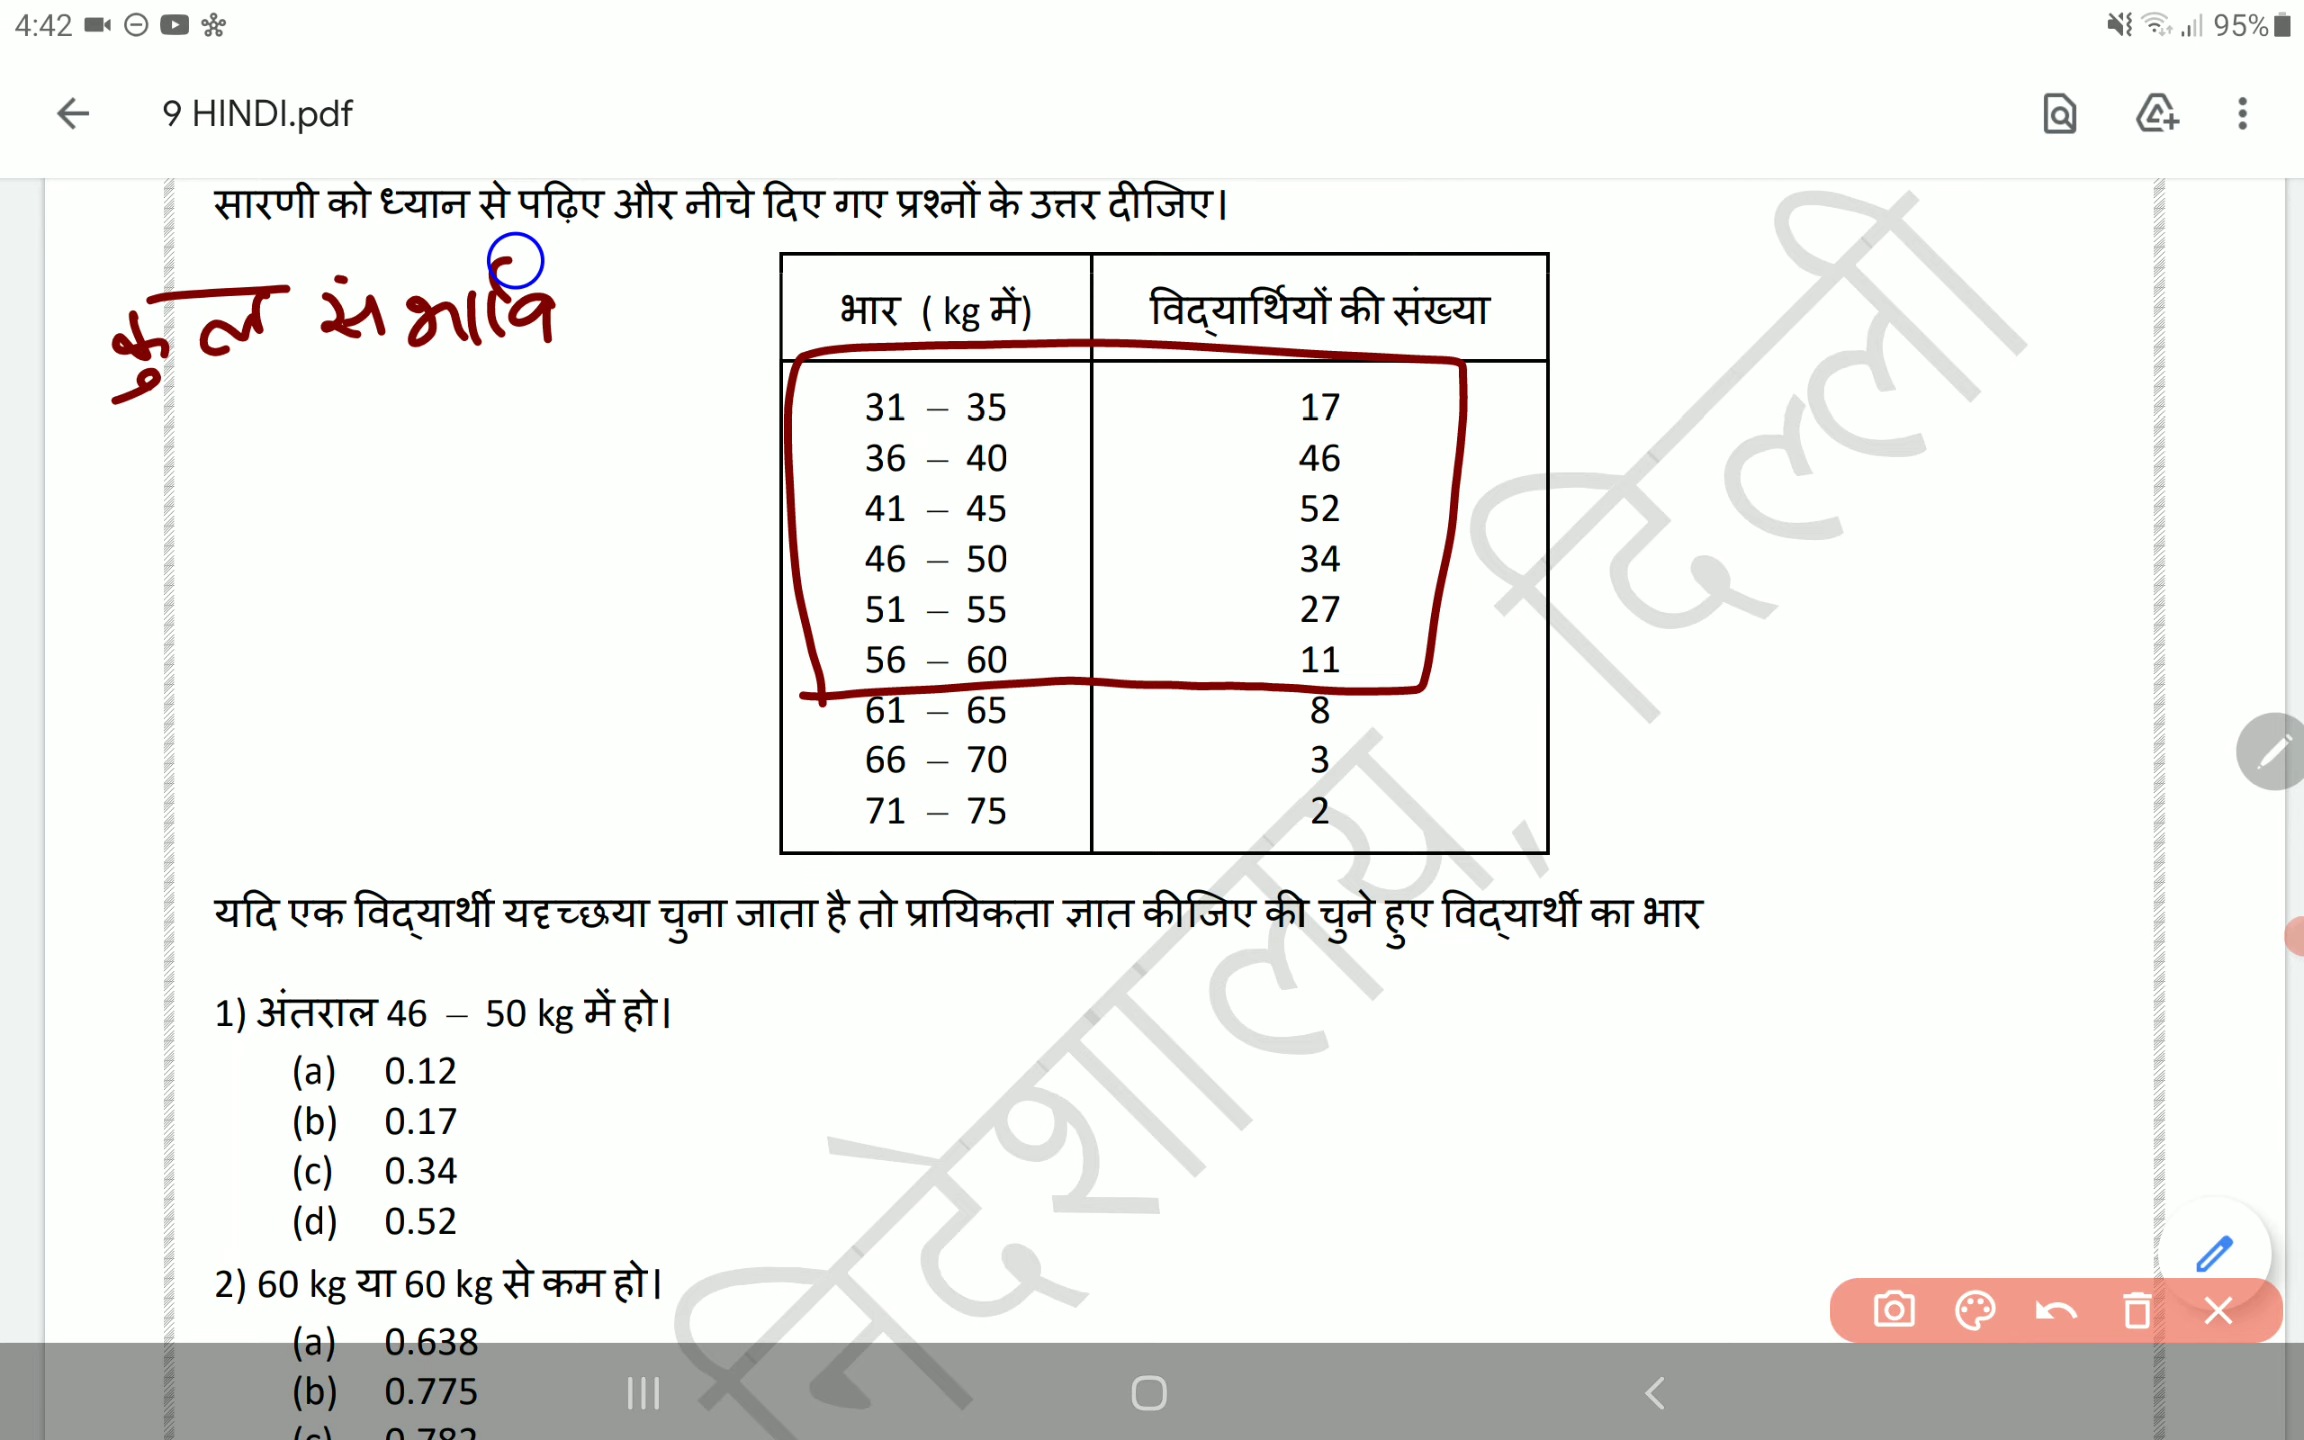 4:42 95%
9 HINDI.pdf
सारणी को ध्यान से पढ़िए और नीचे दिए गए प्रश्नों के उत्तर दीजिए।
कुल संभावि
भार ( kg में) विद्यार्थियों की संख्या
31 – 35 17
36 – 40 46
41 – 45 52
46 – 50 34
51 – 55 27
56 – 60 11
61 – 65 8
66 – 70 3
71 – 75 2
यदि एक विद्यार्थी यदृच्छया चुना जाता है तो प्रायिकता ज्ञात कीजिए की चुने हुए विद्यार्थी का भार
1) अंतराल 46 – 50 kg में हो।
(a) 0.12
(b) 0.17
(c) 0.34
(d) 0.52
2) 60 kg या 60 kg से कम हो।
(a) 0.638
(b) 0.775
(c) 0.782
निदेशालय, दिल्ली